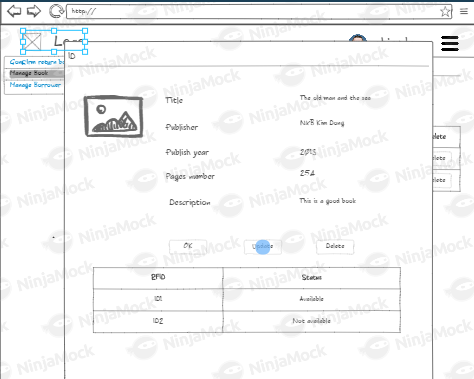 http://
Confirm return bo
Manage Book
Manage Borrower
ID
Title The old man and the sea
Publisher NXB Kim Dong
Publish year 2013
Pages number 254
Description This is a good book
OK Update Delete
RFID Status
101 Available
102 Not available
elete
elete
elete
NinjaMock